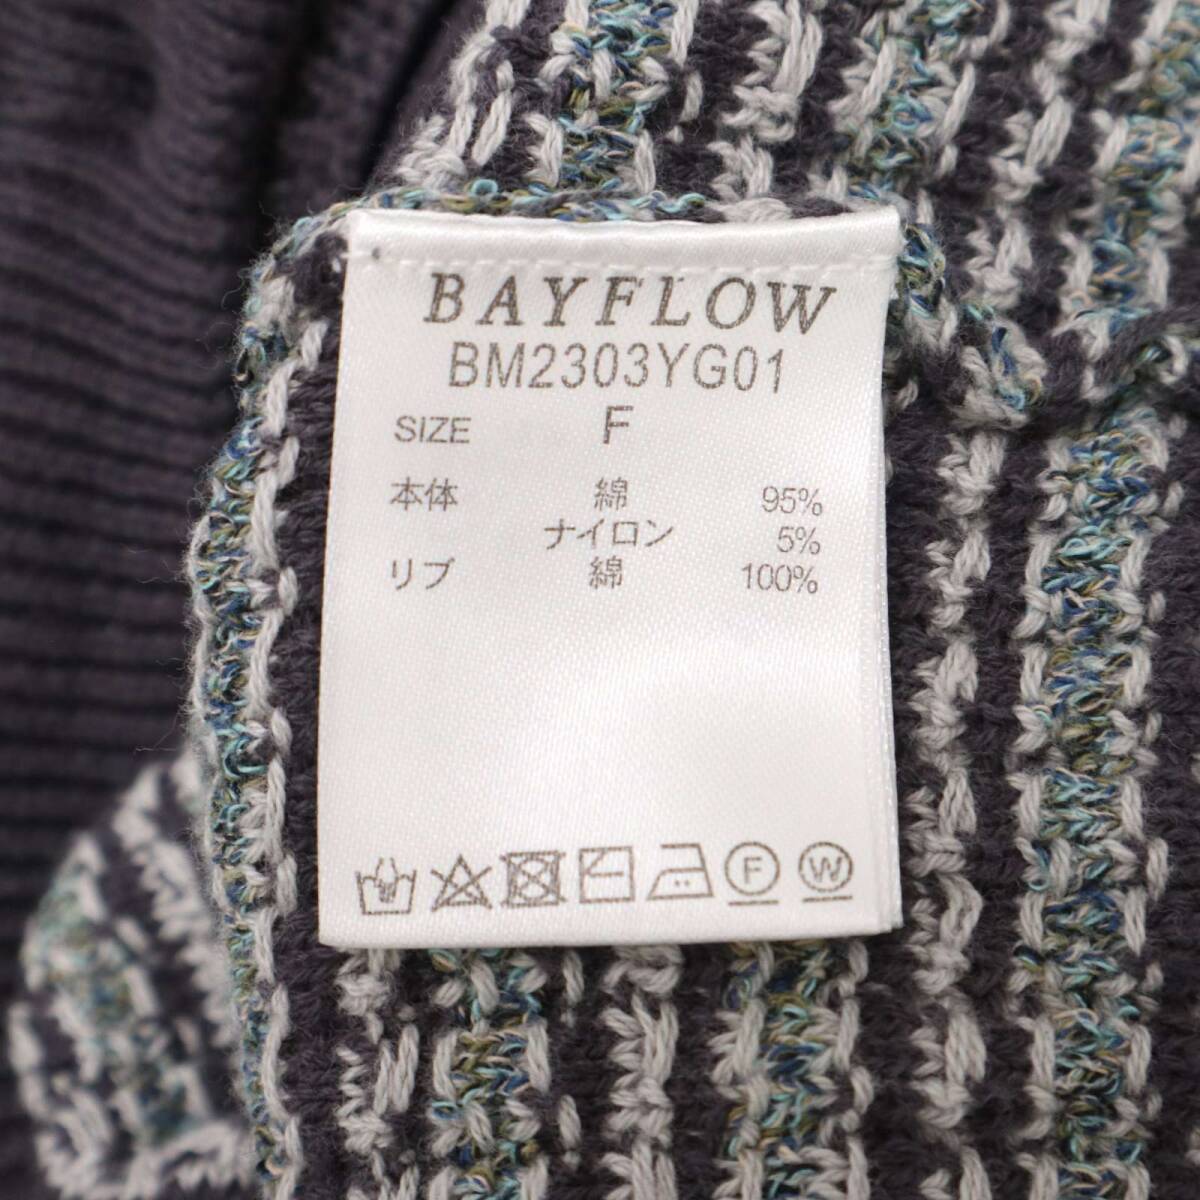 BAYFLOW
BM2303YG01
SIZE F
本体 綿 95%
ナイロン 5%
リブ 綿 100%
F W